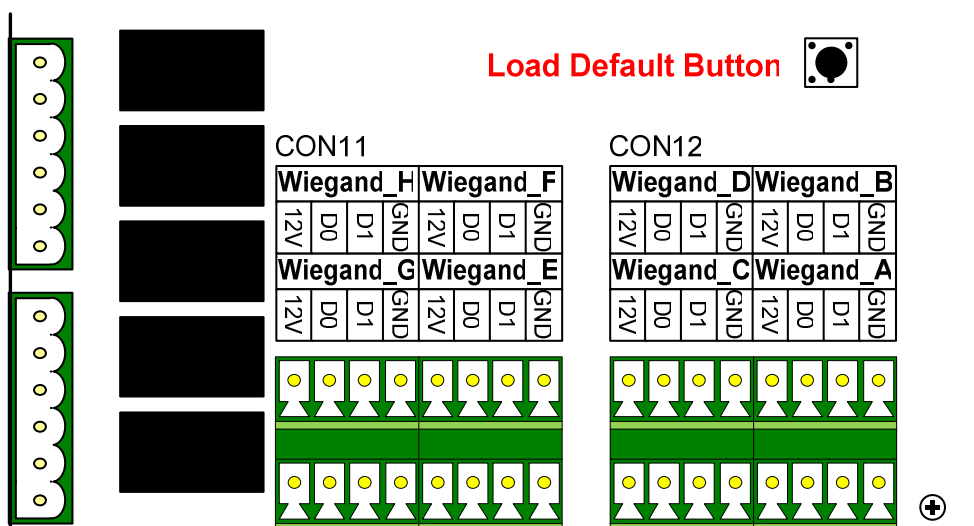 Load Default Button
CON11 CON12
Wiegand_H Wiegand_F Wiegand_D Wiegand_B
12V D0 D1 GND 12V D0 D1 GND 12V D0 D1 GND 12V D0 D1 GND
Wiegand_G Wiegand_E Wiegand_C Wiegand_A
12V D0 D1 GND 12V D0 D1 GND 12V D0 D1 GND 12V D0 D1 GND